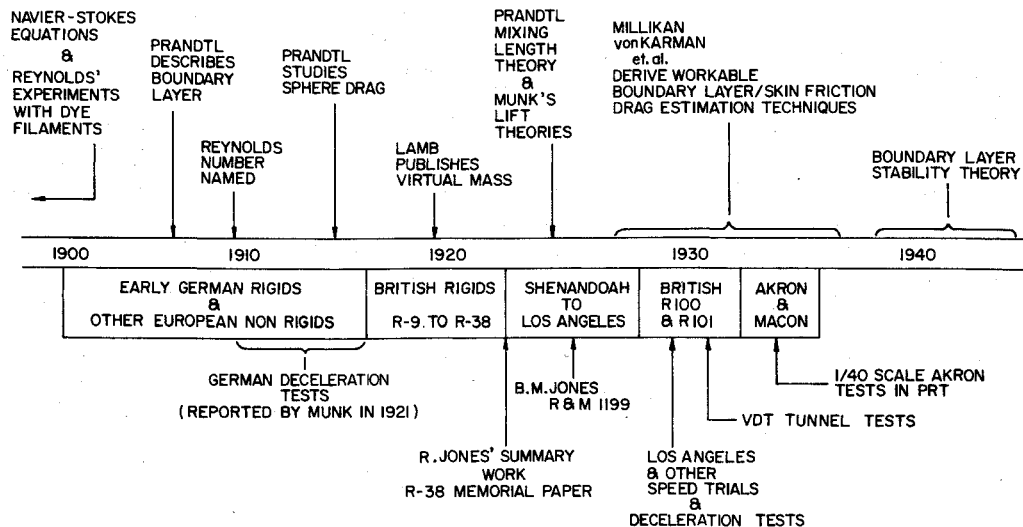 NAVIER-STOKES
EQUATIONS
&
REYNOLDS'
EXPERIMENTS
WITH DYE
FILAMENTS
PRANDTL
DESCRIBES
BOUNDARY
LAYER
REYNOLDS
NUMBER
NAMED
PRANDTL
STUDIES
SPHERE DRAG
LAMB
PUBLISHES
VIRTUAL MASS
PRANDTL
MIXING
LENGTH
THEORY
&
MUNK'S
LIFT
THEORIES
MILLIKAN
vonKARMAN
et. al.
DERIVE WORKABLE
BOUNDARY LAYER/SKIN FRICTION
DRAG ESTIMATION TECHNIQUES
BOUNDARY LAYER
STABILITY THEORY
1900
1910
1920
1930
1940
EARLY GERMAN RIGIDS
&
OTHER EUROPEAN NON RIGIDS
BRITISH RIGIDS
R-9. TO R-38
SHENANDOAH
TO
LOS ANGELES
BRITISH
R100
& R101
AKRON
&
MACON
GERMAN DECELERATION
TESTS
(REPORTED BY MUNK IN 1921)
R. JONES' SUMMARY
WORK
R-38 MEMORIAL PAPER
B.M. JONES
R & M 1199
LOS ANGELES
& OTHER
SPEED TRIALS
&
DECELERATION TESTS
VDT TUNNEL TESTS
1/40 SCALE AKRON
TESTS IN PRT